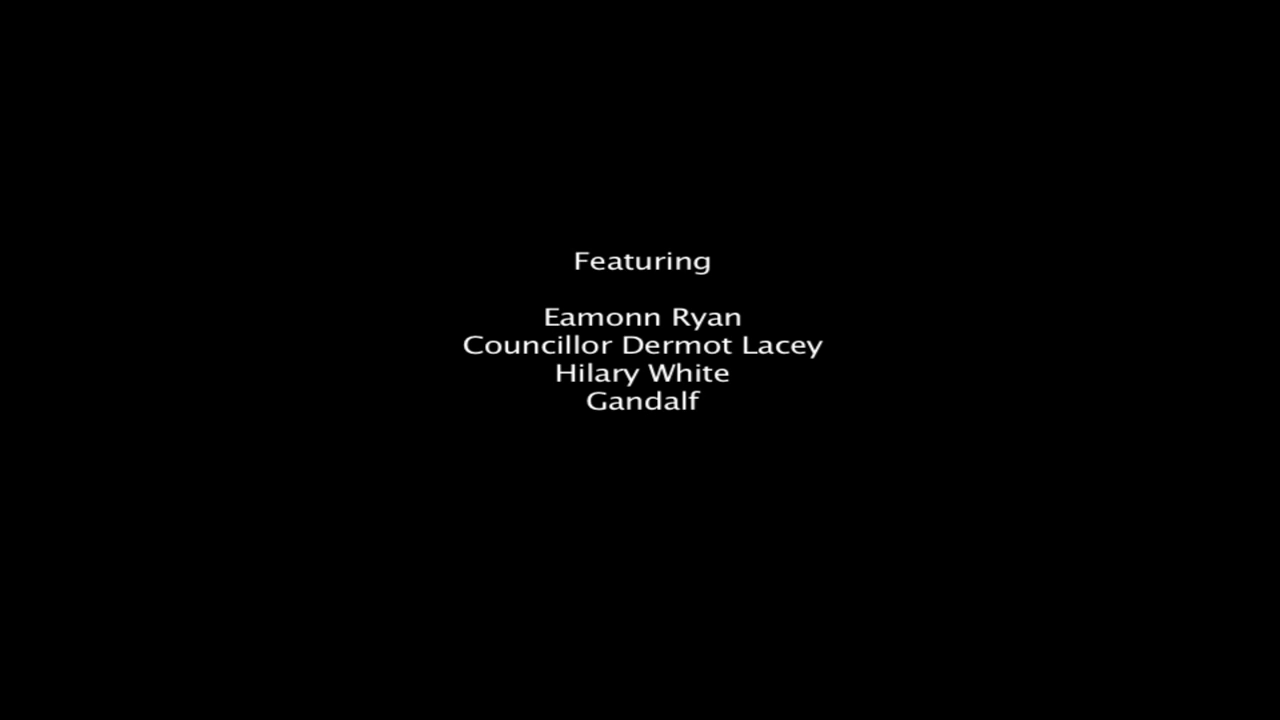 Featuring
Eamonn Ryan
Councillor Dermot Lacey
Hilary White
Gandalf